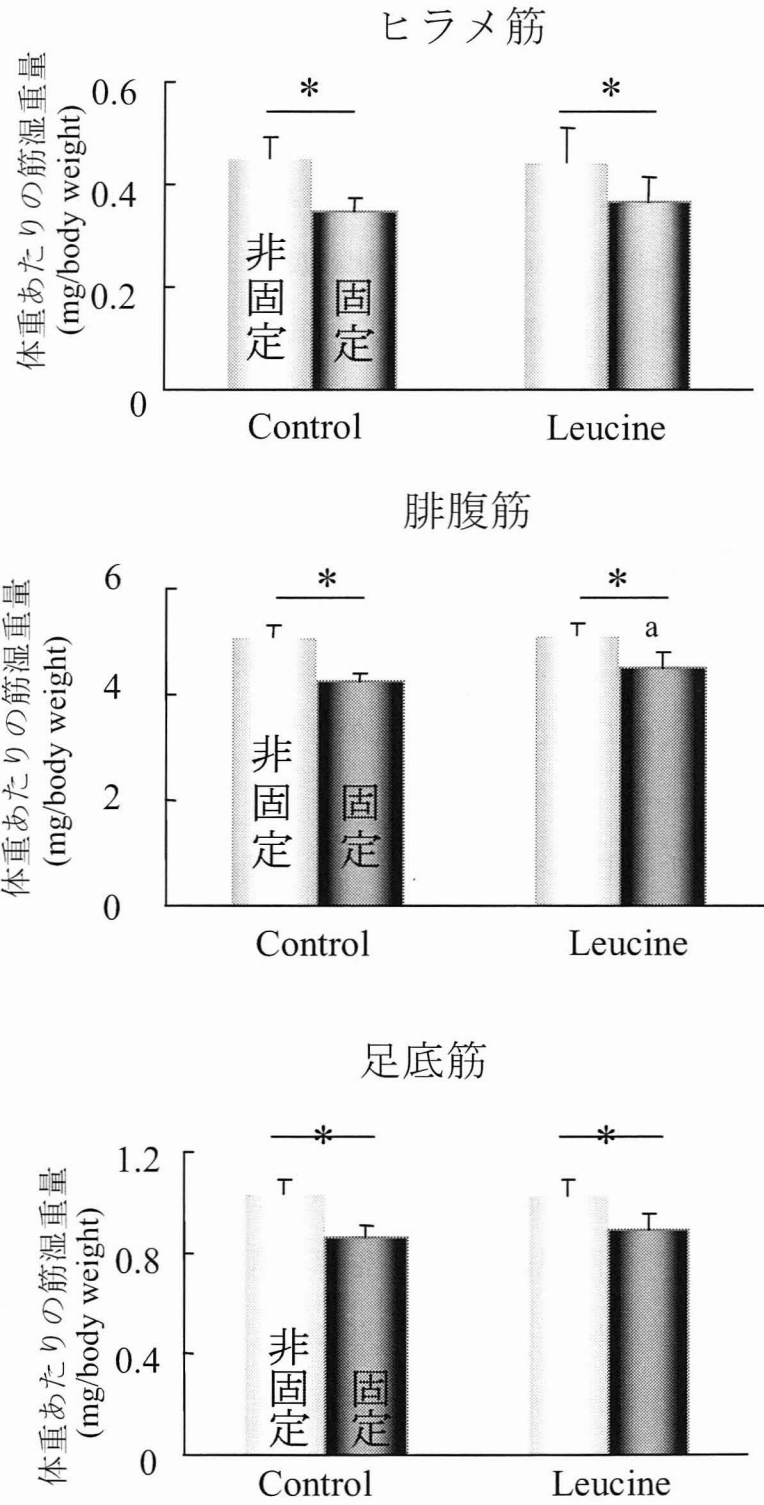 ヒラメ筋
体重あたりの筋湿重量
(mg/body weight)
0.6
0.4
0.2
0
*
*
非固定
固定
Control
Leucine
腓腹筋
体重あたりの筋湿重量
(mg/body weight)
6
4
2
0
*
*
a
非固定
固定
Control
Leucine
足底筋
体重あたりの筋湿重量
(mg/body weight)
1.2
0.8
0.4
0
*
*
非固定
固定
Control
Leucine